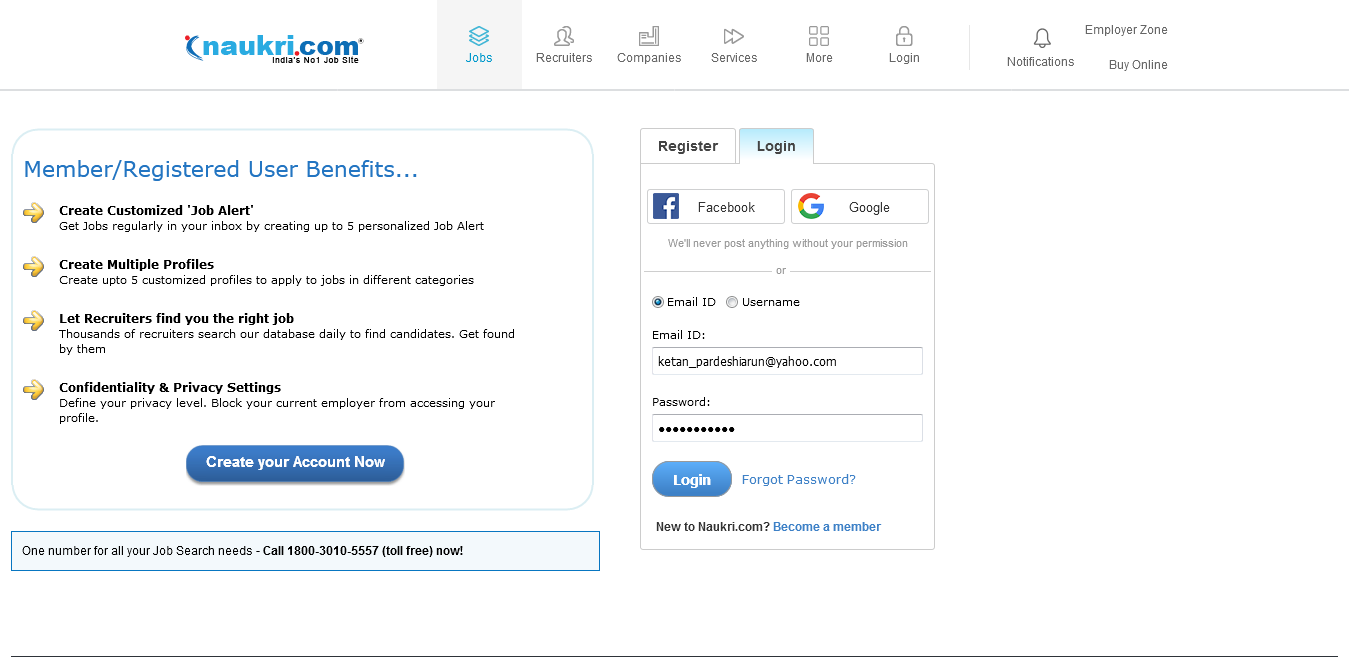 naukri.com
India's No1 Job Site
Jobs
Recruiters
Companies
Services
More
Login
Notifications
Employer Zone
Buy Online
Member/Registered User Benefits...
Create Customized 'Job Alert'
Get Jobs regularly in your inbox by creating up to 5 personalized Job Alert
Create Multiple Profiles
Create upto 5 customized profiles to apply to jobs in different categories
Let Recruiters find you the right job
Thousands of recruiters search our database daily to find candidates. Get found
by them
Confidentiality & Privacy Settings
Define your privacy level. Block your current employer from accessing your
profile.
Create your Account Now
One number for all your Job Search needs - Call 1800-3010-5557 (toll free) now!
Register
Login
Facebook
Google
We'll never post anything without your permission
or
Email ID
Username
Email ID:
ketan_pardeshiarun@yahoo.com
Password:
•••••••••••
Login
Forgot Password?
New to Naukri.com? Become a member